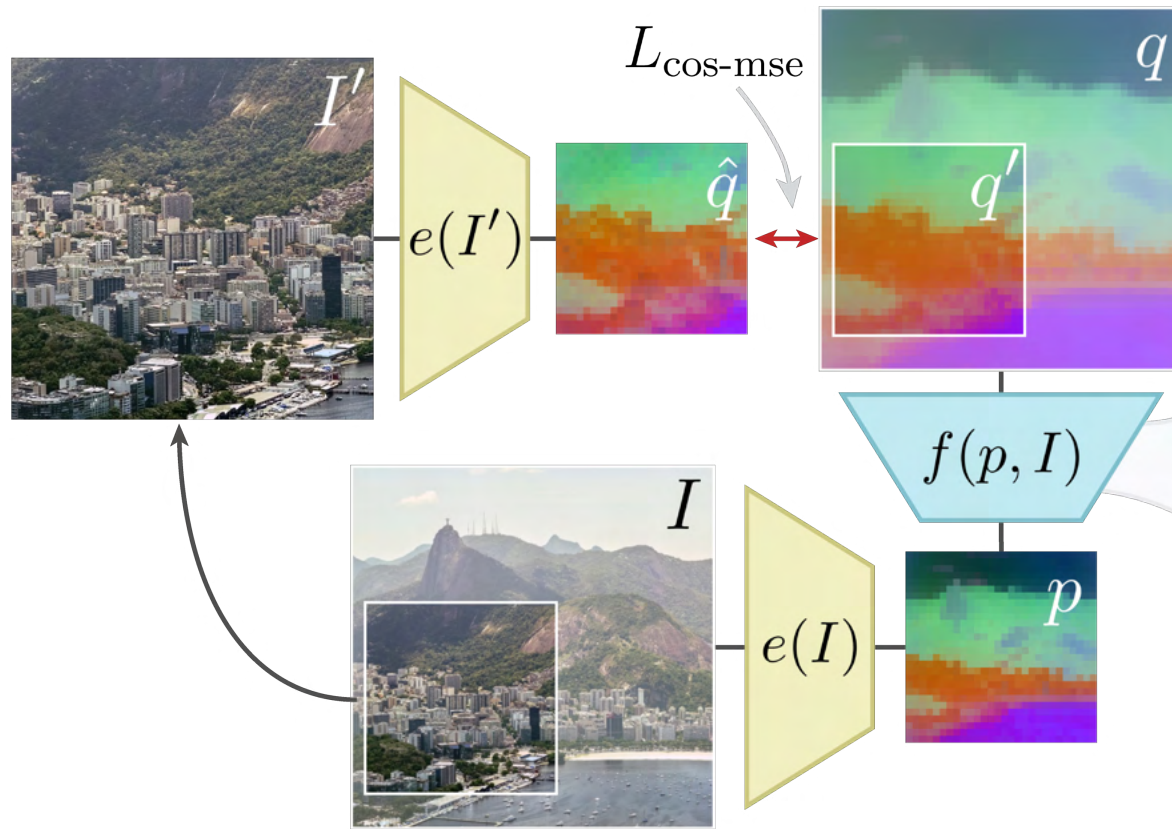 L_cos-mse
q
I′
e(I′)
q̂
q′
f(p, I)
I
e(I)
p